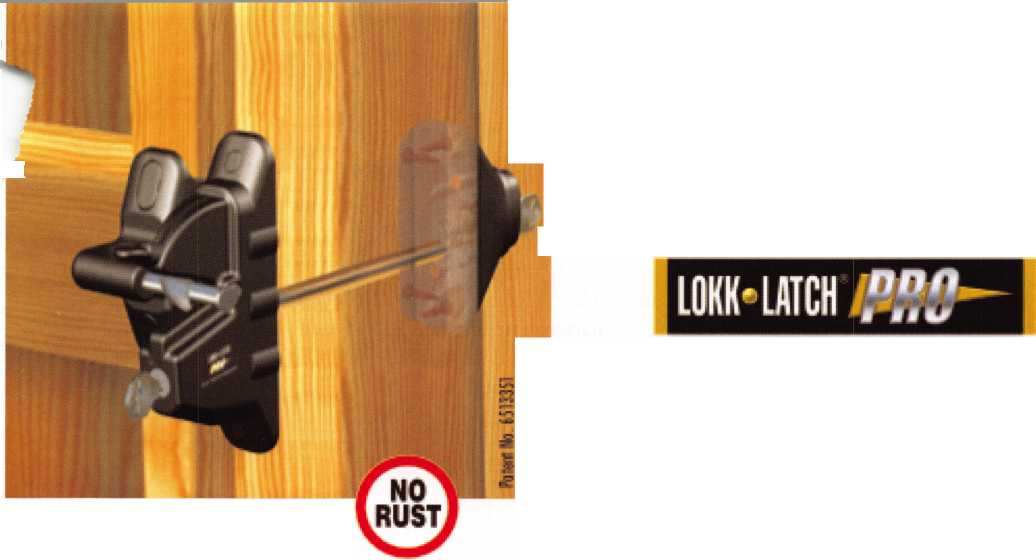 LOKK•LATCH® PRO
Patent No. 6513351
NO
RUST